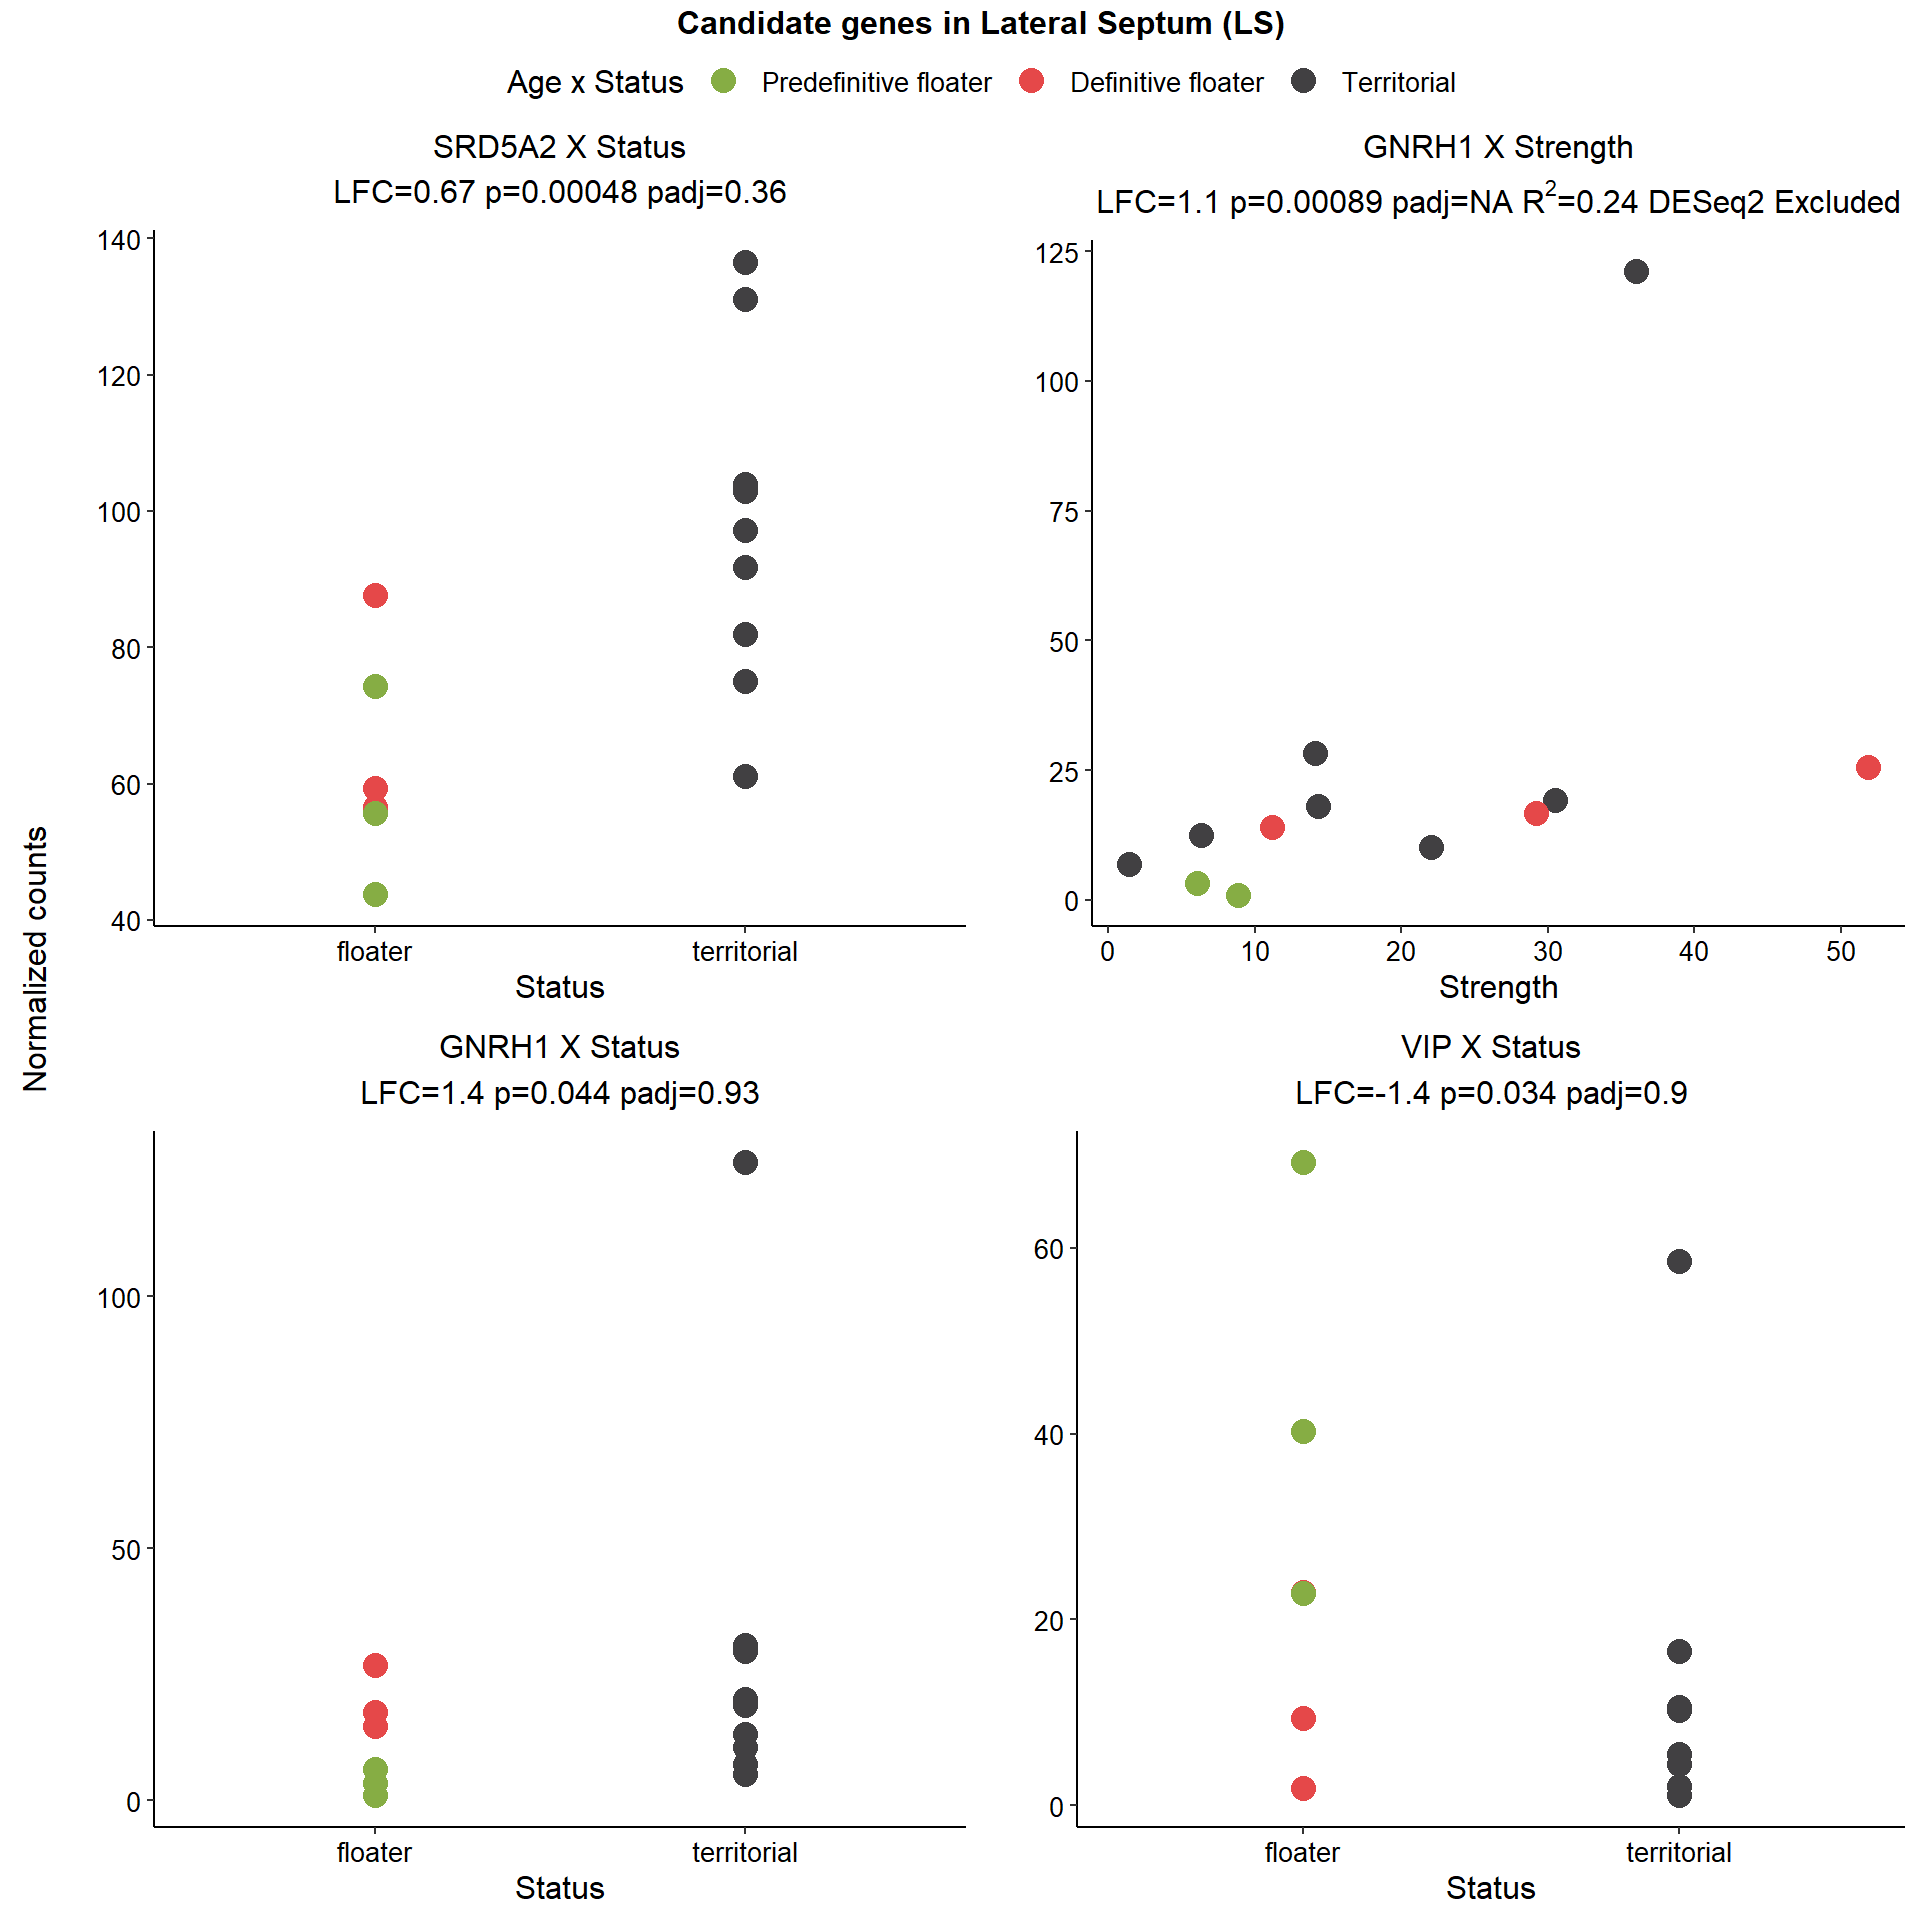 Candidate genes in Lateral Septum (LS)
Age x Status Predefinitive floater Definitive floater Territorial
SRD5A2 X Status
LFC=0.67 p=0.00048 padj=0.36
140
120
100
80
60
40
floater territorial
Status
GNRH1 X Strength
LFC=1.1 p=0.00089 padj=NA R²=0.24 DESeq2 Excluded
125
100
75
50
25
0
0 10 20 30 40 50
Strength
Normalized counts
GNRH1 X Status
LFC=1.4 p=0.044 padj=0.93
100
50
0
floater territorial
Status
VIP X Status
LFC=-1.4 p=0.034 padj=0.9
60
40
20
0
floater territorial
Status